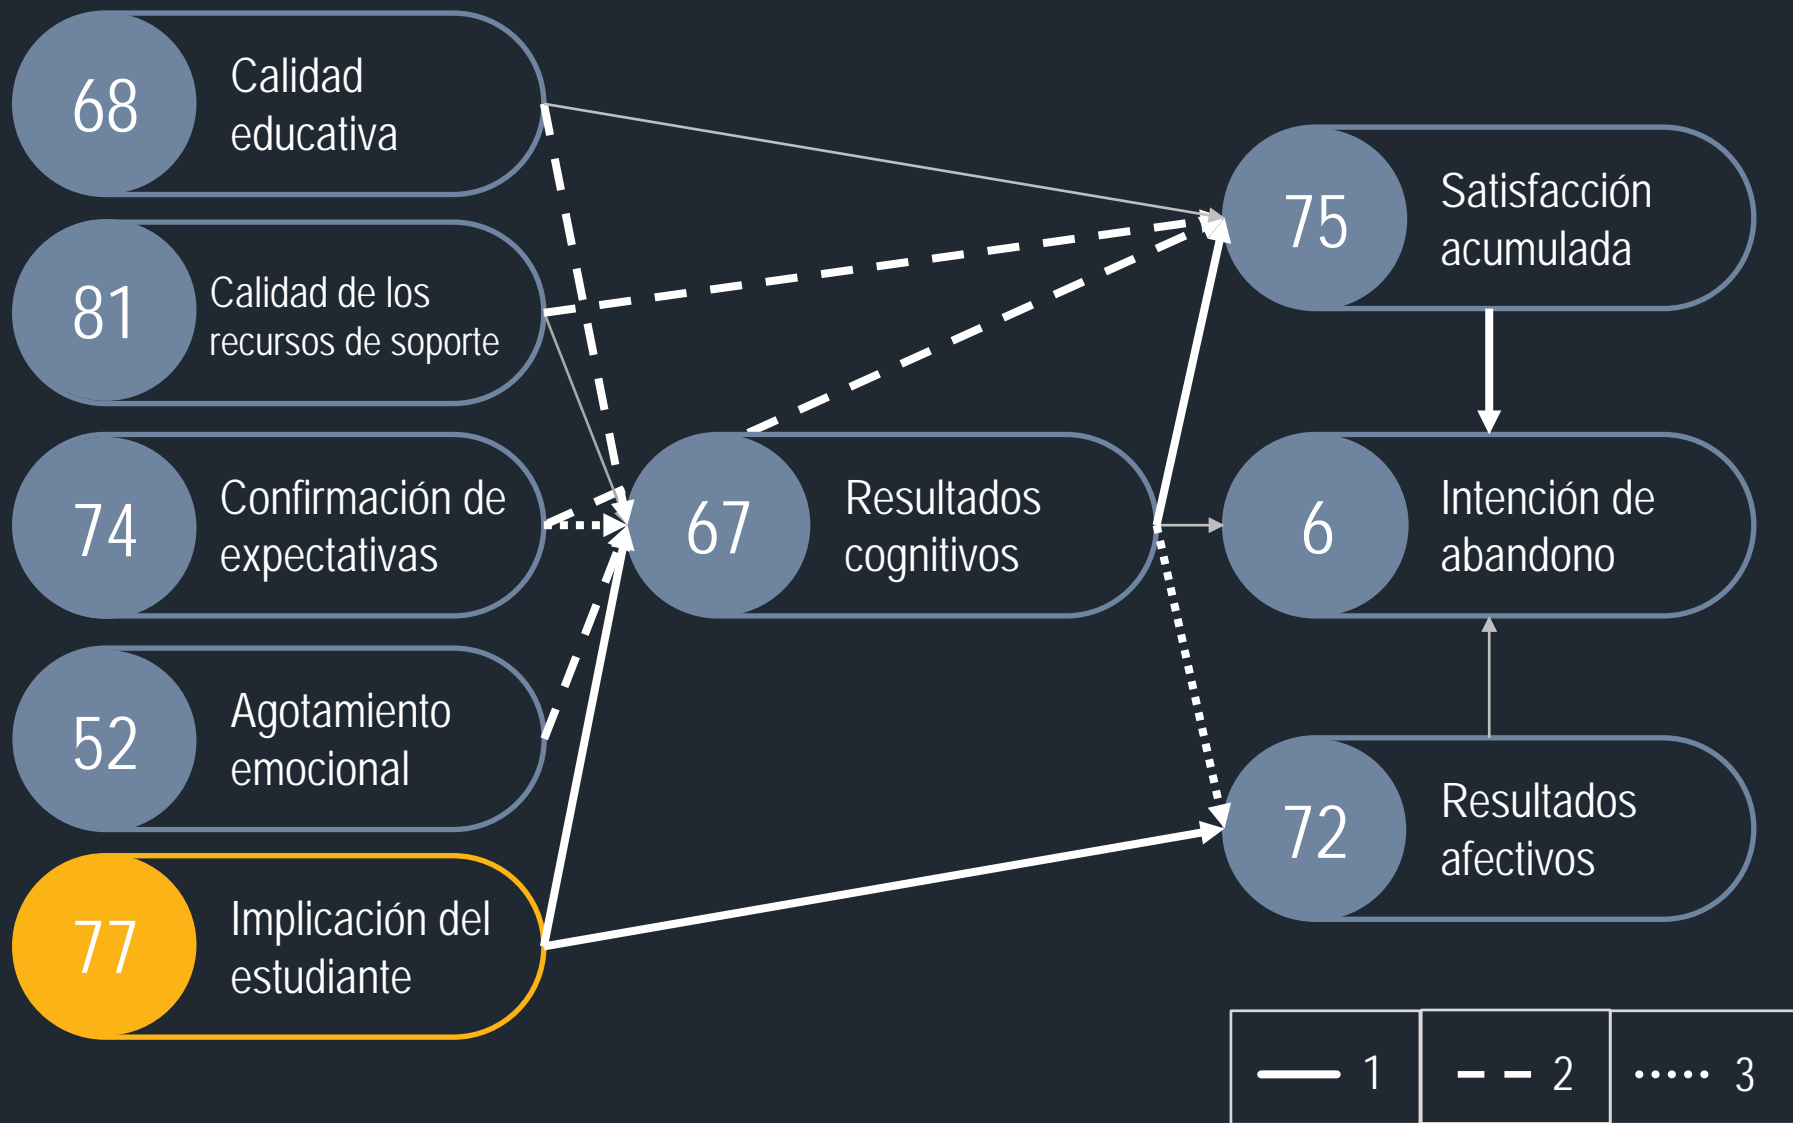 68
Calidad
educativa
81
Calidad de los
recursos de soporte
74
Confirmación de
expectativas
52
Agotamiento
emocional
77
Implicación del
estudiante
67
Resultados
cognitivos
75
Satisfacción
acumulada
6
Intención de
abandono
72
Resultados
afectivos
1
2
3